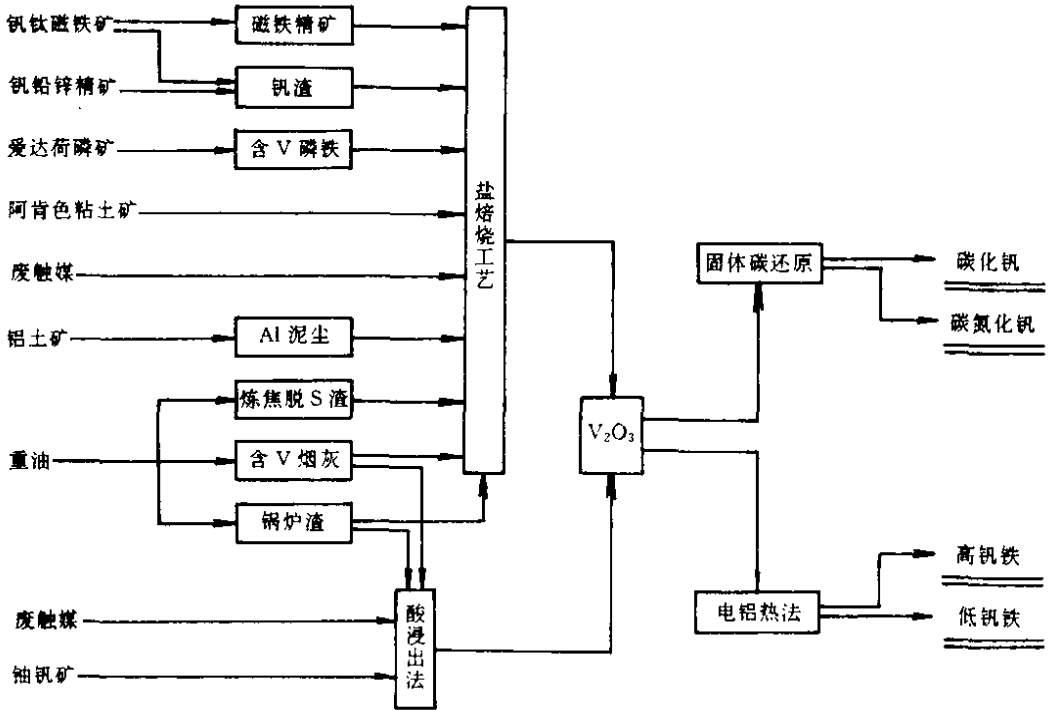 钒钛磁铁矿
磁铁精矿
钒铅锌精矿
钒渣
爱达荷磷矿
含V磷铁
阿肯色粘土矿
废触媒
铝土矿
Al泥尘
炼焦脱S渣
重油
含V烟灰
锅炉渣
废触媒
铀钒矿
盐焙烧工艺
酸浸出法
V₂O₃
固体碳还原
碳化钒
碳氮化钒
电铝热法
高钒铁
低钒铁